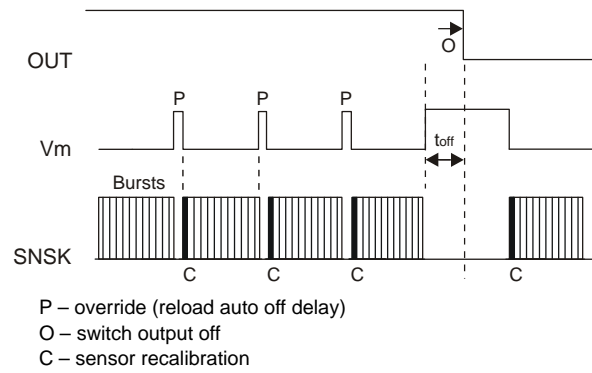 OUT
O
P P P
Vm
toff
Bursts
SNSK
C C C C
P – override (reload auto off delay)
O – switch output off
C – sensor recalibration